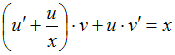 (u' + u/x) · v + u · v' = x